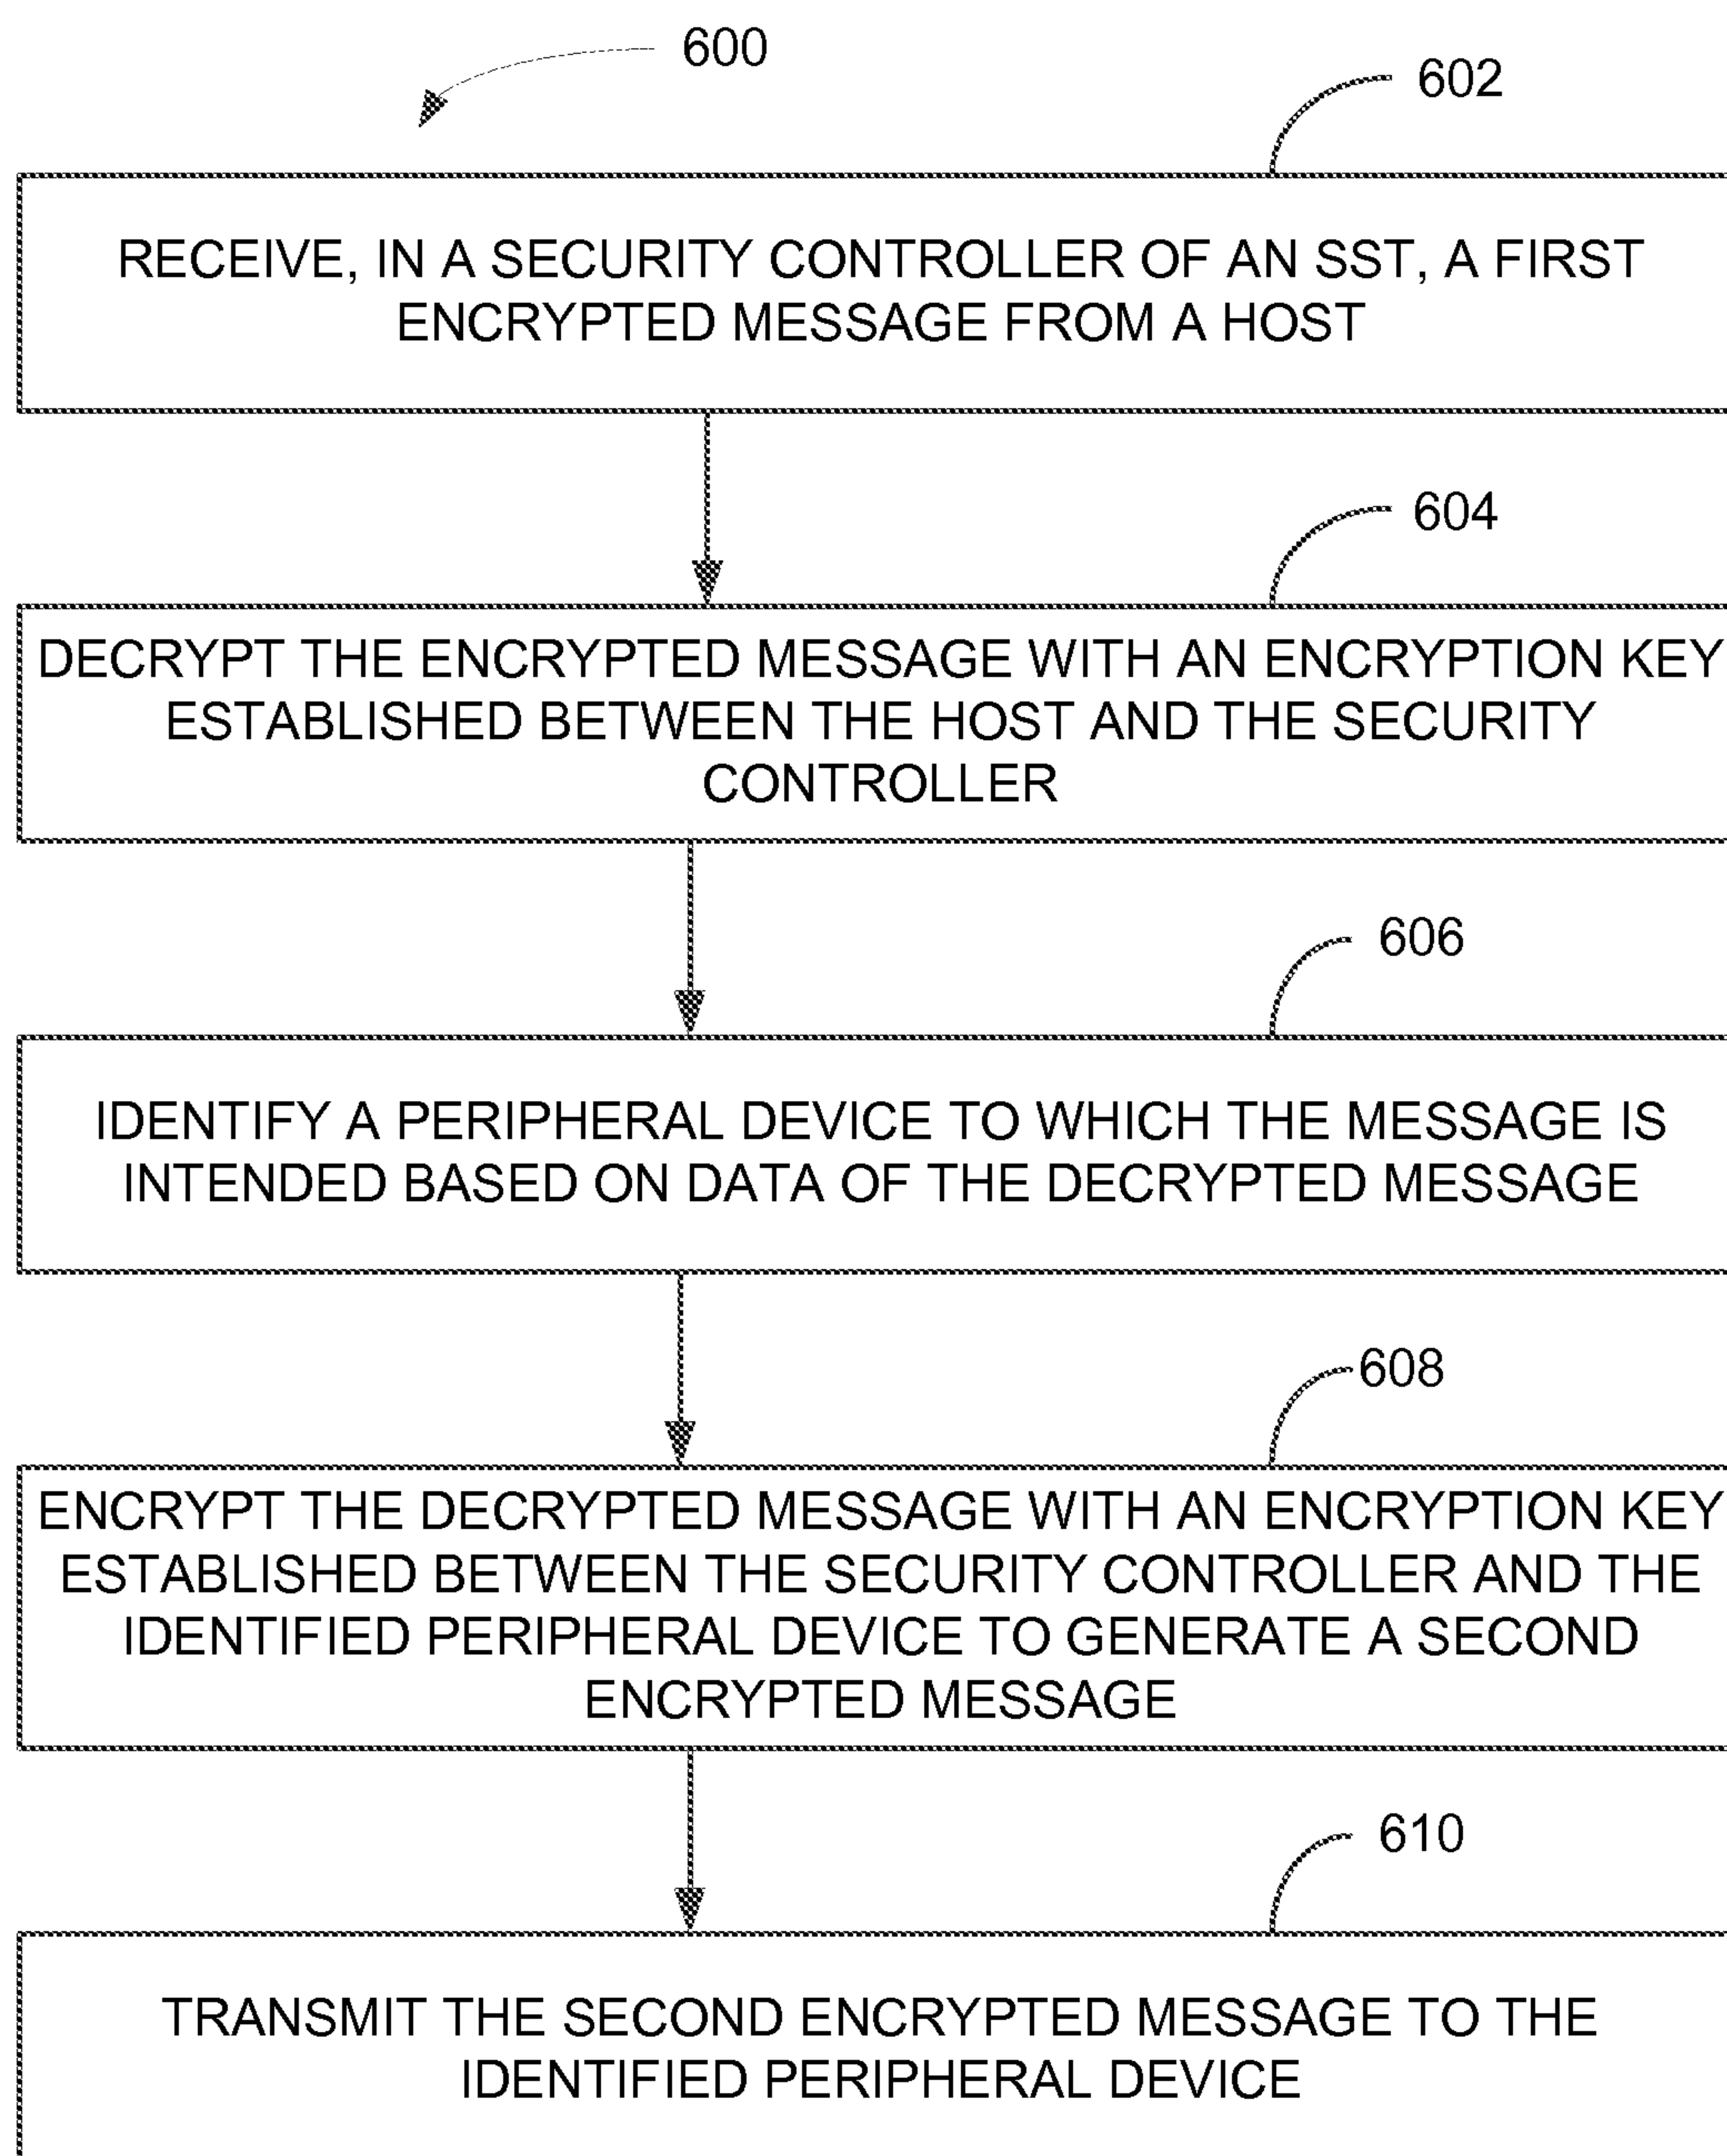 600
602
RECEIVE, IN A SECURITY CONTROLLER OF AN SST, A FIRST
ENCRYPTED MESSAGE FROM A HOST
604
DECRYPT THE ENCRYPTED MESSAGE WITH AN ENCRYPTION KEY
ESTABLISHED BETWEEN THE HOST AND THE SECURITY
CONTROLLER
606
IDENTIFY A PERIPHERAL DEVICE TO WHICH THE MESSAGE IS
INTENDED BASED ON DATA OF THE DECRYPTED MESSAGE
608
ENCRYPT THE DECRYPTED MESSAGE WITH AN ENCRYPTION KEY
ESTABLISHED BETWEEN THE SECURITY CONTROLLER AND THE
IDENTIFIED PERIPHERAL DEVICE TO GENERATE A SECOND
ENCRYPTED MESSAGE
610
TRANSMIT THE SECOND ENCRYPTED MESSAGE TO THE
IDENTIFIED PERIPHERAL DEVICE